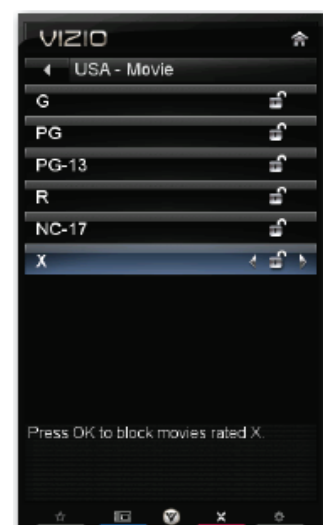 VIZIO
USA - Movie
G
PG
PG-13
R
NC-17
X
Press OK to block movies rated X.